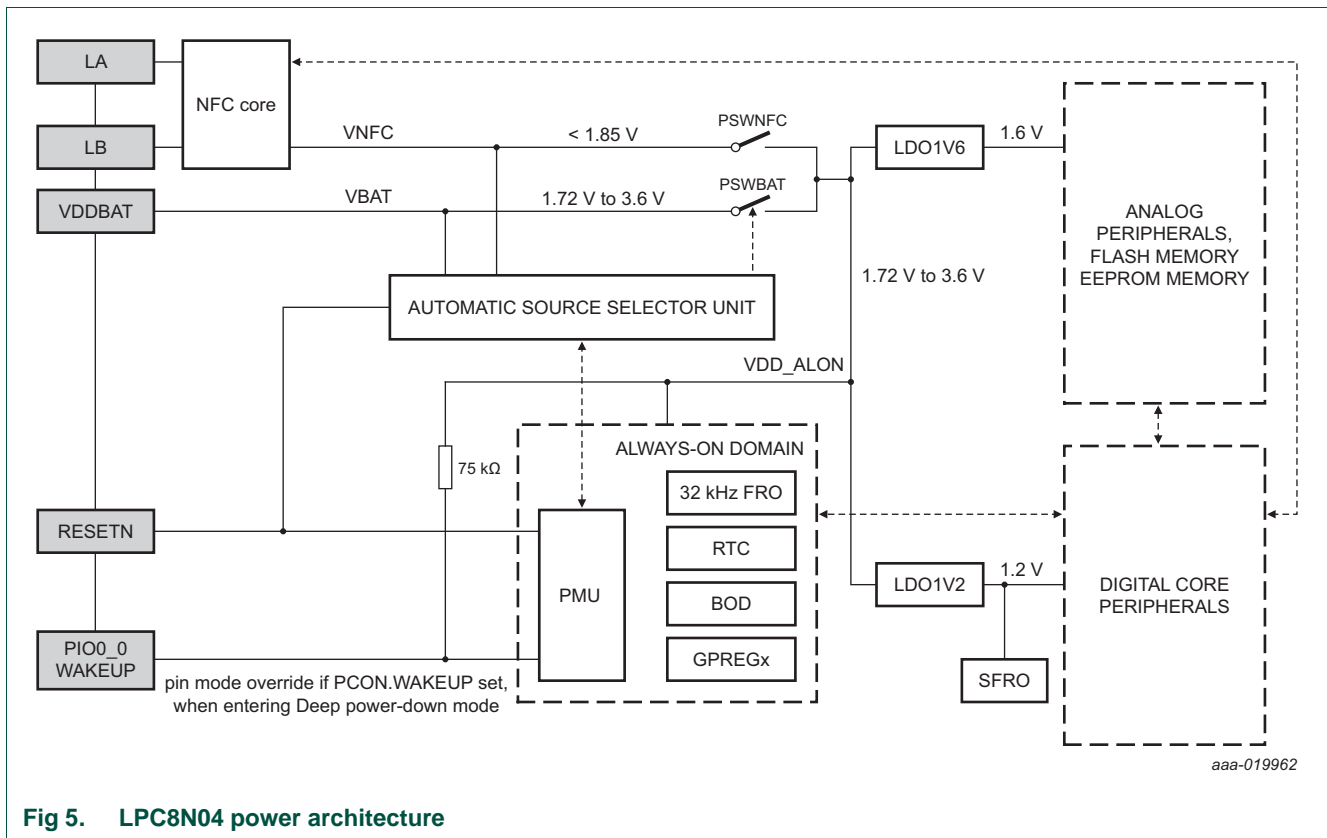 LA
NFC core
LB
VNFC
< 1.85 V
PSWNFC
LDO1V6
1.6 V
VDDBAT
VBAT
1.72 V to 3.6 V
PSWBAT
ANALOG
PERIPHERALS,
FLASH MEMORY
EEPROM MEMORY
1.72 V to 3.6 V
AUTOMATIC SOURCE SELECTOR UNIT
VDD_ALON
75 kΩ
ALWAYS-ON DOMAIN
32 kHz FRO
RTC
BOD
GPREGx
PMU
RESETN
LDO1V2
1.2 V
DIGITAL CORE
PERIPHERALS
SFRO
PIO0_0
WAKEUP
pin mode override if PCON.WAKEUP set,
when entering Deep power-down mode
aaa-019962
Fig 5. LPC8N04 power architecture